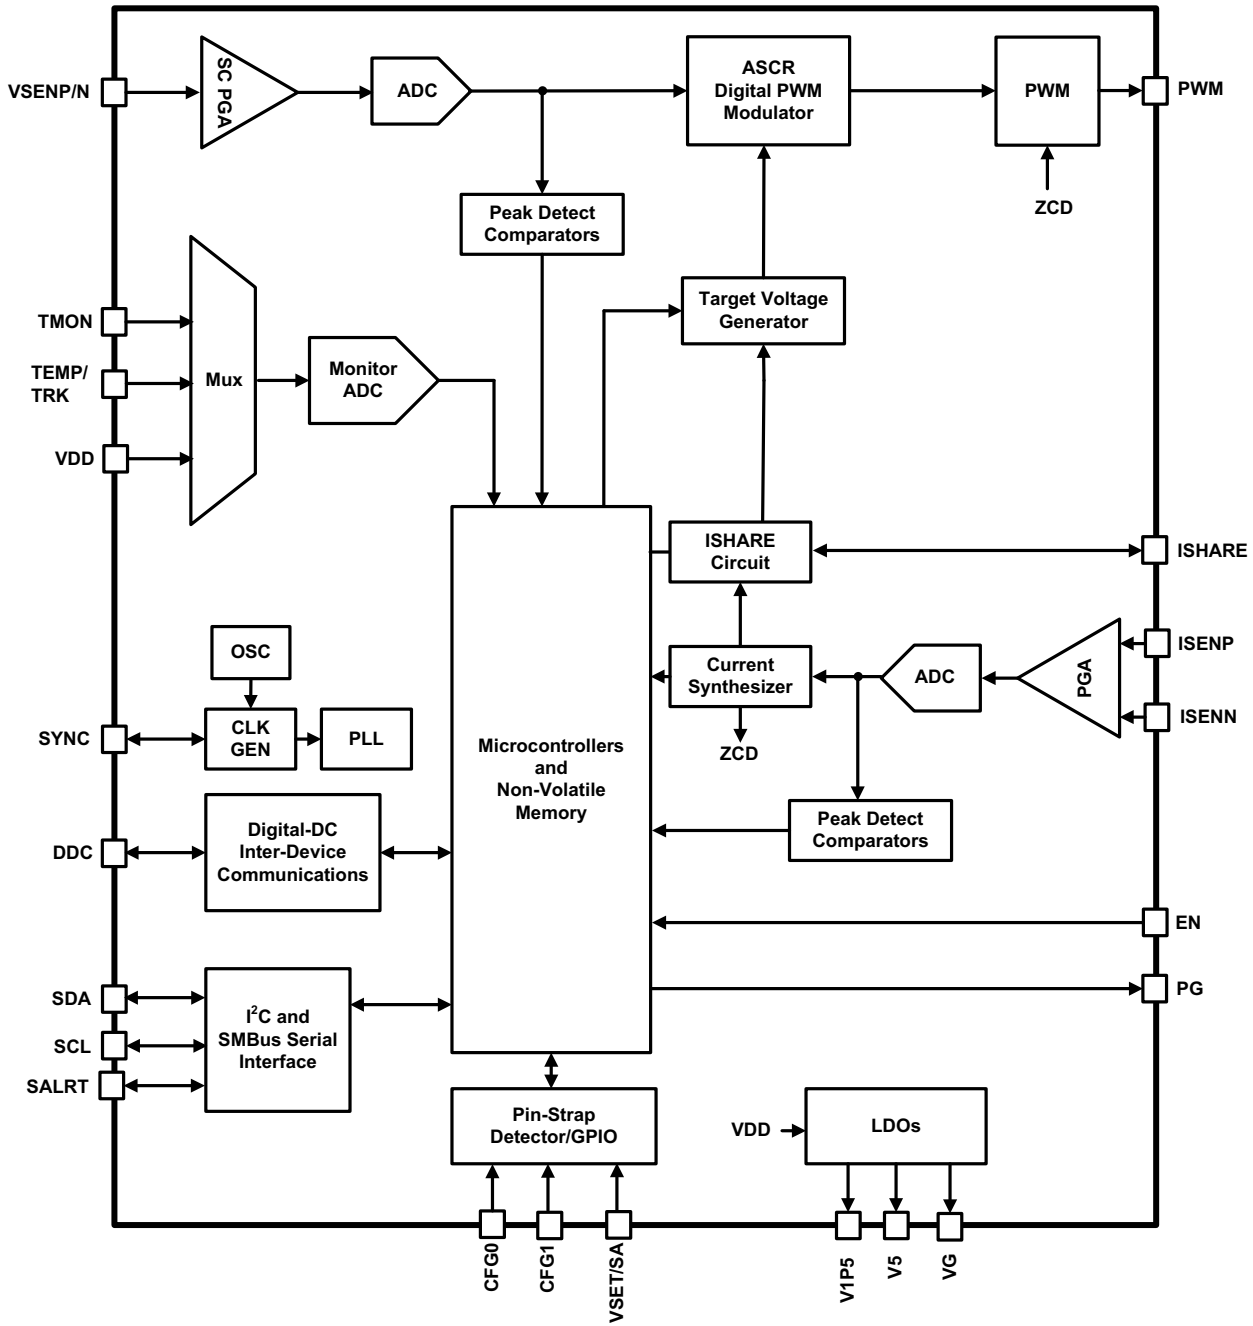 VSENP/N
SC PGA
ADC
ASCR
Digital PWM
Modulator
PWM
PWM
ZCD
Peak Detect
Comparators
TMON
TEMP/
TRK
VDD
Mux
Monitor
ADC
Target Voltage
Generator
ISHARE
Circuit
ISHARE
OSC
SYNC
CLK
GEN
PLL
Microcontrollers
and
Non-Volatile
Memory
Current
Synthesizer
ZCD
ADC
PGA
ISENP
ISENN
Peak Detect
Comparators
DDC
Digital-DC
Inter-Device
Communications
EN
PG
SDA
SCL
SALRT
I²C and
SMBus Serial
Interface
Pin-Strap
Detector/GPIO
VDD
LDOs
CFG0
CFG1
VSET/SA
V1P5
V5
VG